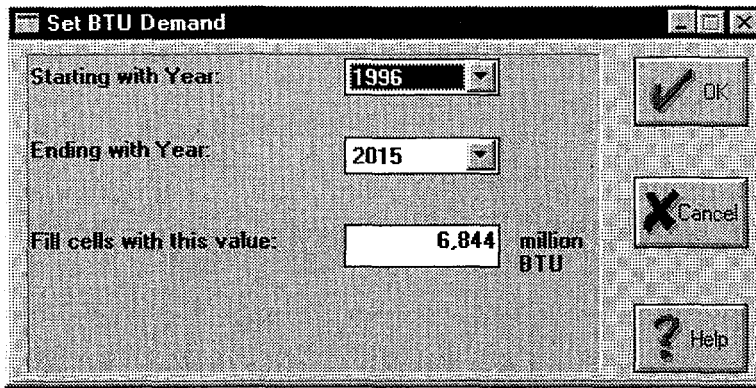 Set BTU Demand
Starting with Year: 1996
Ending with Year: 2015
Fill cells with this value: 6,844 million
BTU
OK
Cancel
Help